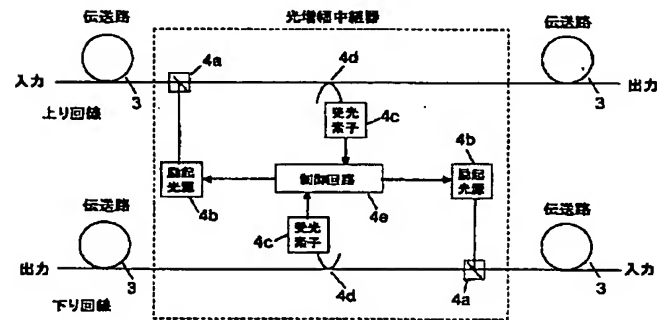 光増幅中継器
伝送路
伝送路
4a
4d
入力
出力
3
3
上り回線
受光
素子
4c
4b
励起
光源
制御回路
励起
光源
4b
4e
伝送路
受光
素子
伝送路
4c
出力
入力
3
4d
4a
3
下り回線